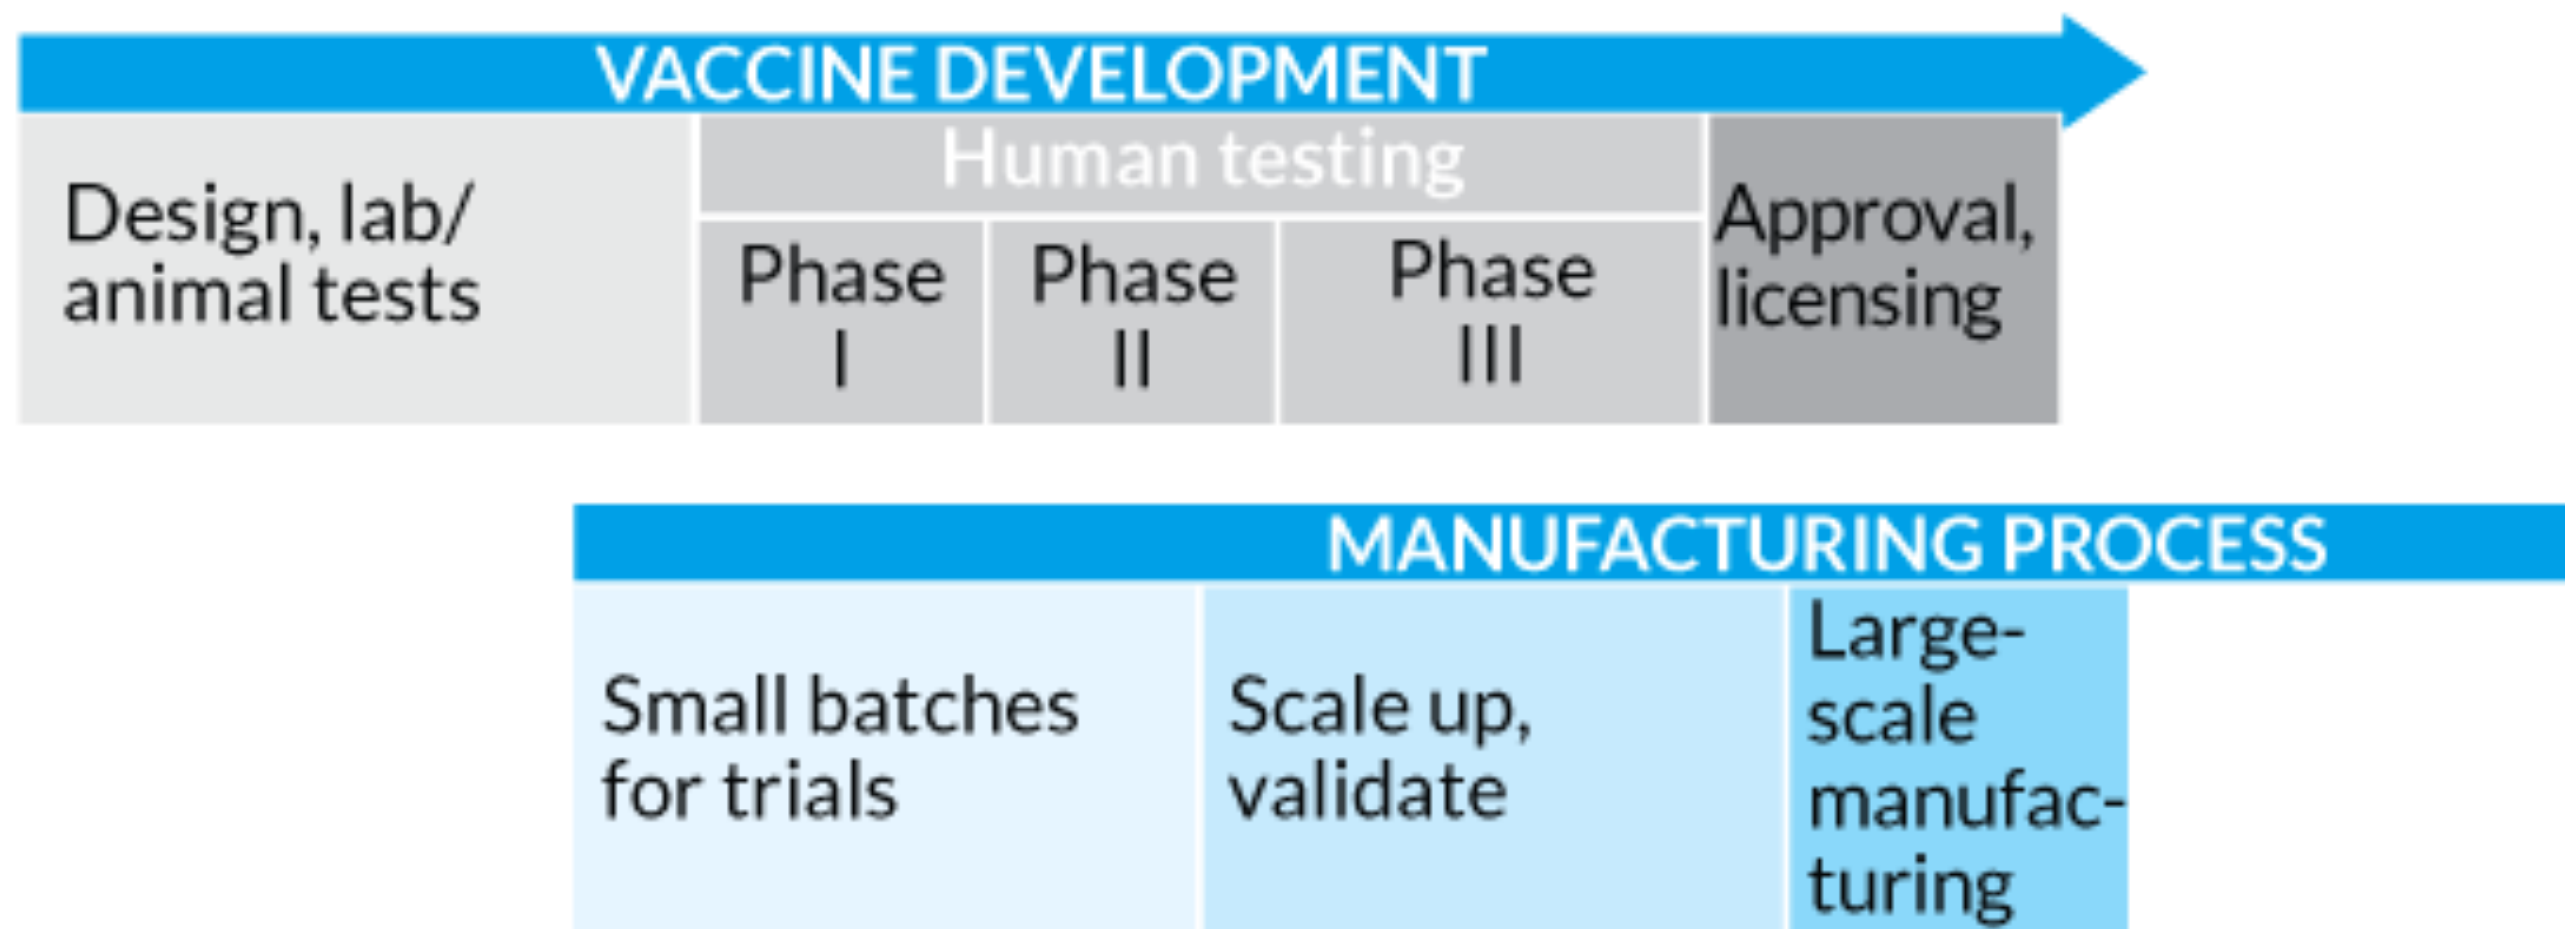 VACCINE DEVELOPMENT
Design, lab/
animal tests
Human testing
Phase
I
Phase
II
Phase
III
Approval,
licensing
MANUFACTURING PROCESS
Small batches
for trials
Scale up,
validate
Large-
scale
manufac-
turing